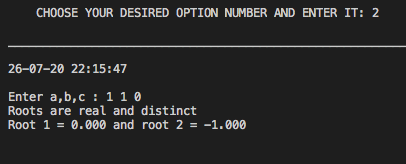 CHOOSE YOUR DESIRED OPTION NUMBER AND ENTER IT: 2
26-07-20 22:15:47
Enter a,b,c : 1 1 0
Roots are real and distinct
Root 1 = 0.000 and root 2 = -1.000